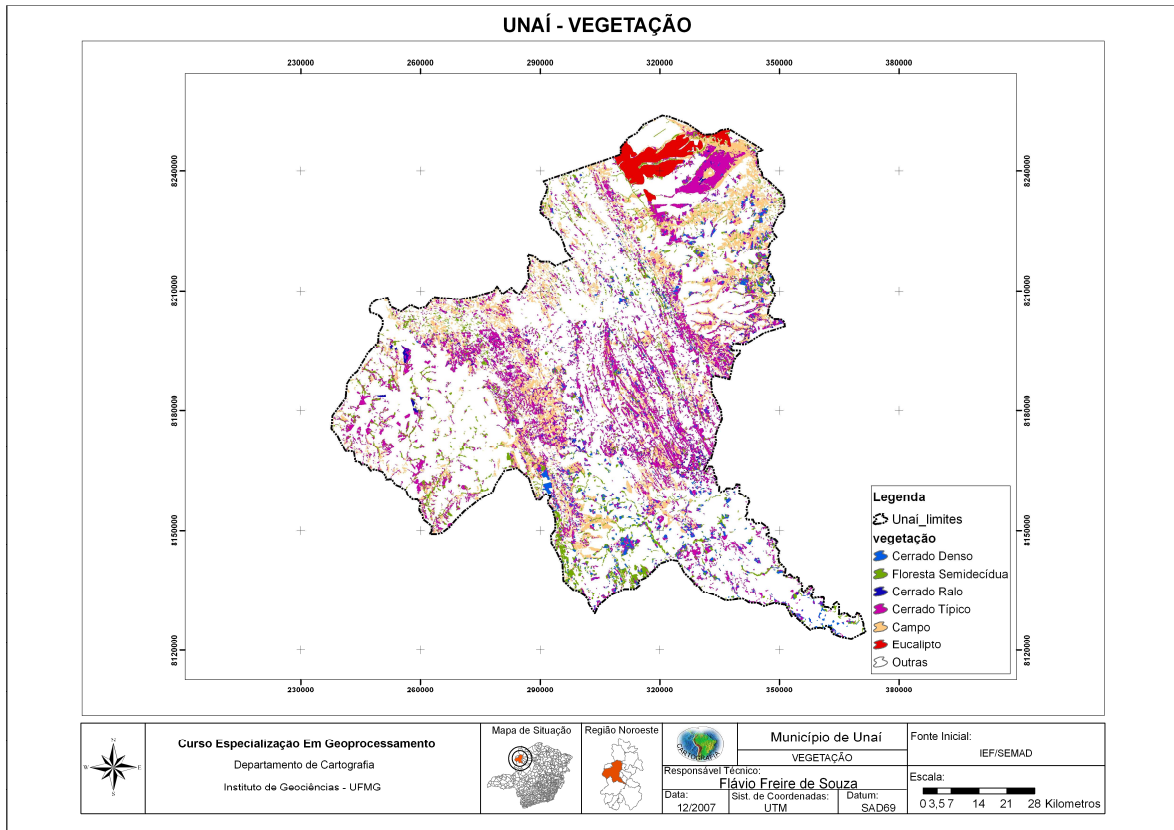 UNAÍ - VEGETAÇÃO
230000 260000 290000 320000 350000 380000
8240000 8240000
8210000 8210000
8180000 8180000
8150000 8150000
8120000 8120000
230000 260000 290000 320000 350000 380000
Legenda
Unaí_limites
vegetação
Cerrado Denso
Floresta Semidecídua
Cerrado Ralo
Cerrado Típico
Campo
Eucalipto
Outras
N
W E
S
Curso Especialização Em Geoprocessamento
Departamento de Cartografia
Instituto de Geociências - UFMG
Mapa de Situação
Região Noroeste
CARTOGRAFIA
Município de Unaí
VEGETAÇÃO
Responsável Técnico:
Flávio Freire de Souza
Data:
12/2007
Sist. de Coordenadas:
UTM
Datum:
SAD69
Fonte Inicial:
IEF/SEMAD
Escala:
0 3,5 7 14 21 28 Kilometros